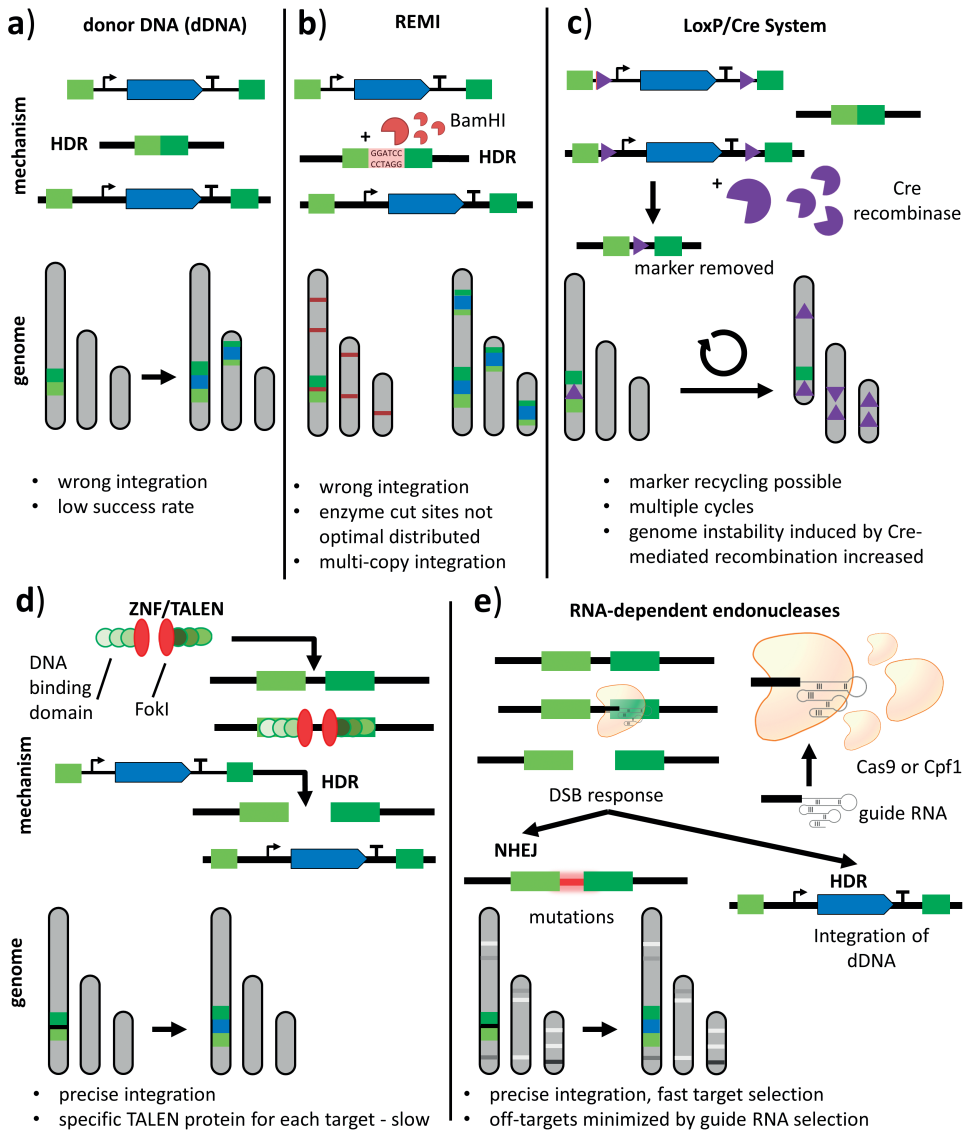 a)
donor DNA (dDNA)
mechanism
HDR
genome
• wrong integration
• low success rate
b)
REMI
BamHI
+
GGATCC
CCTAGG
HDR
• wrong integration
• enzyme cut sites not
optimal distributed
• multi-copy integration
c)
LoxP/Cre System
+
Cre
recombinase
marker removed
• marker recycling possible
• multiple cycles
• genome instability induced by Cre-
mediated recombination increased
d)
ZNF/TALEN
DNA
binding
domain
FokI
mechanism
HDR
genome
• precise integration
• specific TALEN protein for each target - slow
e)
RNA-dependent endonucleases
Cas9 or Cpf1
guide RNA
DSB response
NHEJ
mutations
HDR
Integration of
dDNA
• precise integration, fast target selection
• off-targets minimized by guide RNA selection